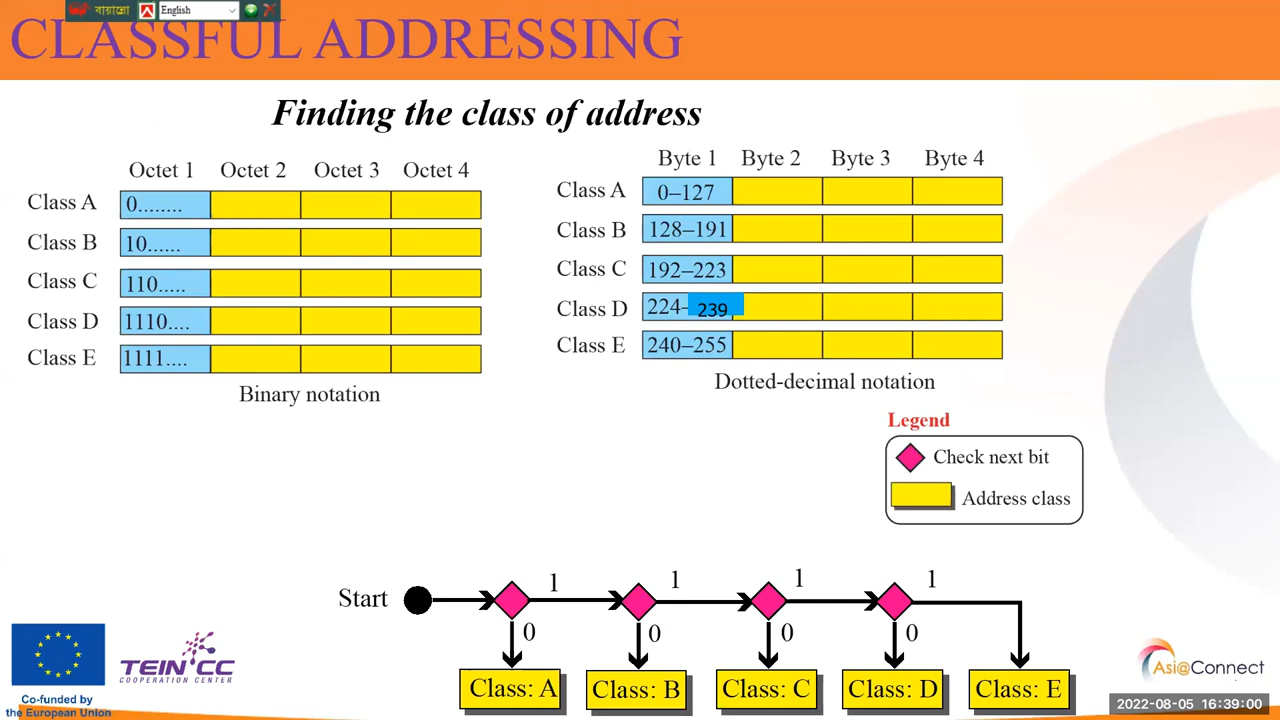 বায়ান্নো English
CLASSFUL ADDRESSING
Finding the class of address
Octet 1 Octet 2 Octet 3 Octet 4
Class A 0........
Class B 10......
Class C 110.....
Class D 1110....
Class E 1111....
Binary notation
Byte 1 Byte 2 Byte 3 Byte 4
Class A 0–127
Class B 128–191
Class C 192–223
Class D 224–239
Class E 240–255
Dotted-decimal notation
Legend
Check next bit
Address class
Start 1 1 1 1
0 0 0 0
Class: A Class: B Class: C Class: D Class: E
Co-funded by
the European Union
TEIN*CC
COOPERATION CENTER
Asi@Connect
2022-08-05 16:39:00